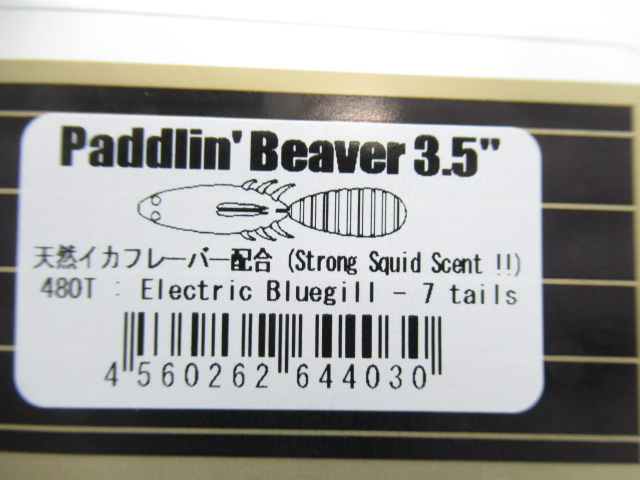 Paddlin' Beaver 3.5"
天然イカフレーバー配合 (Strong Squid Scent !!)
480T : Electric Bluegill - 7 tails
4 560262 644030